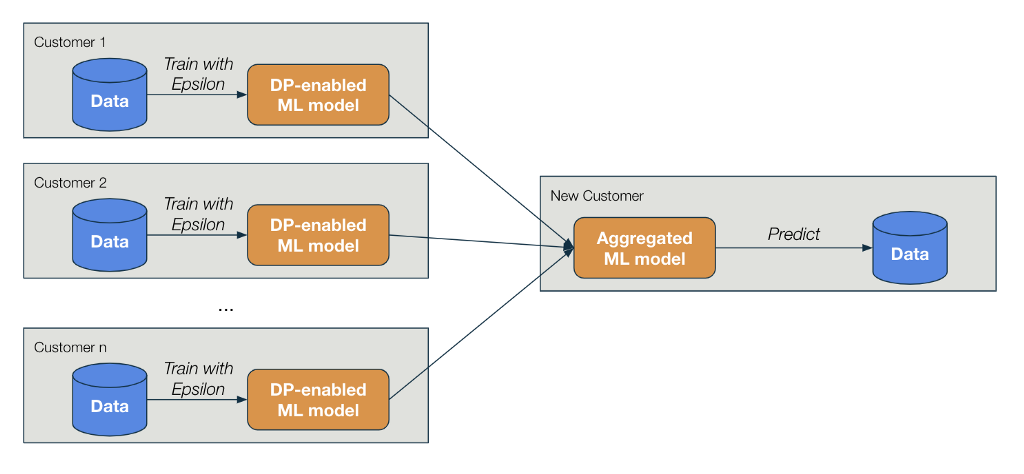 Customer 1
Data
Train with
Epsilon
DP-enabled
ML model
Customer 2
Data
Train with
Epsilon
DP-enabled
ML model
...
Customer n
Data
Train with
Epsilon
DP-enabled
ML model
New Customer
Aggregated
ML model
Predict
Data